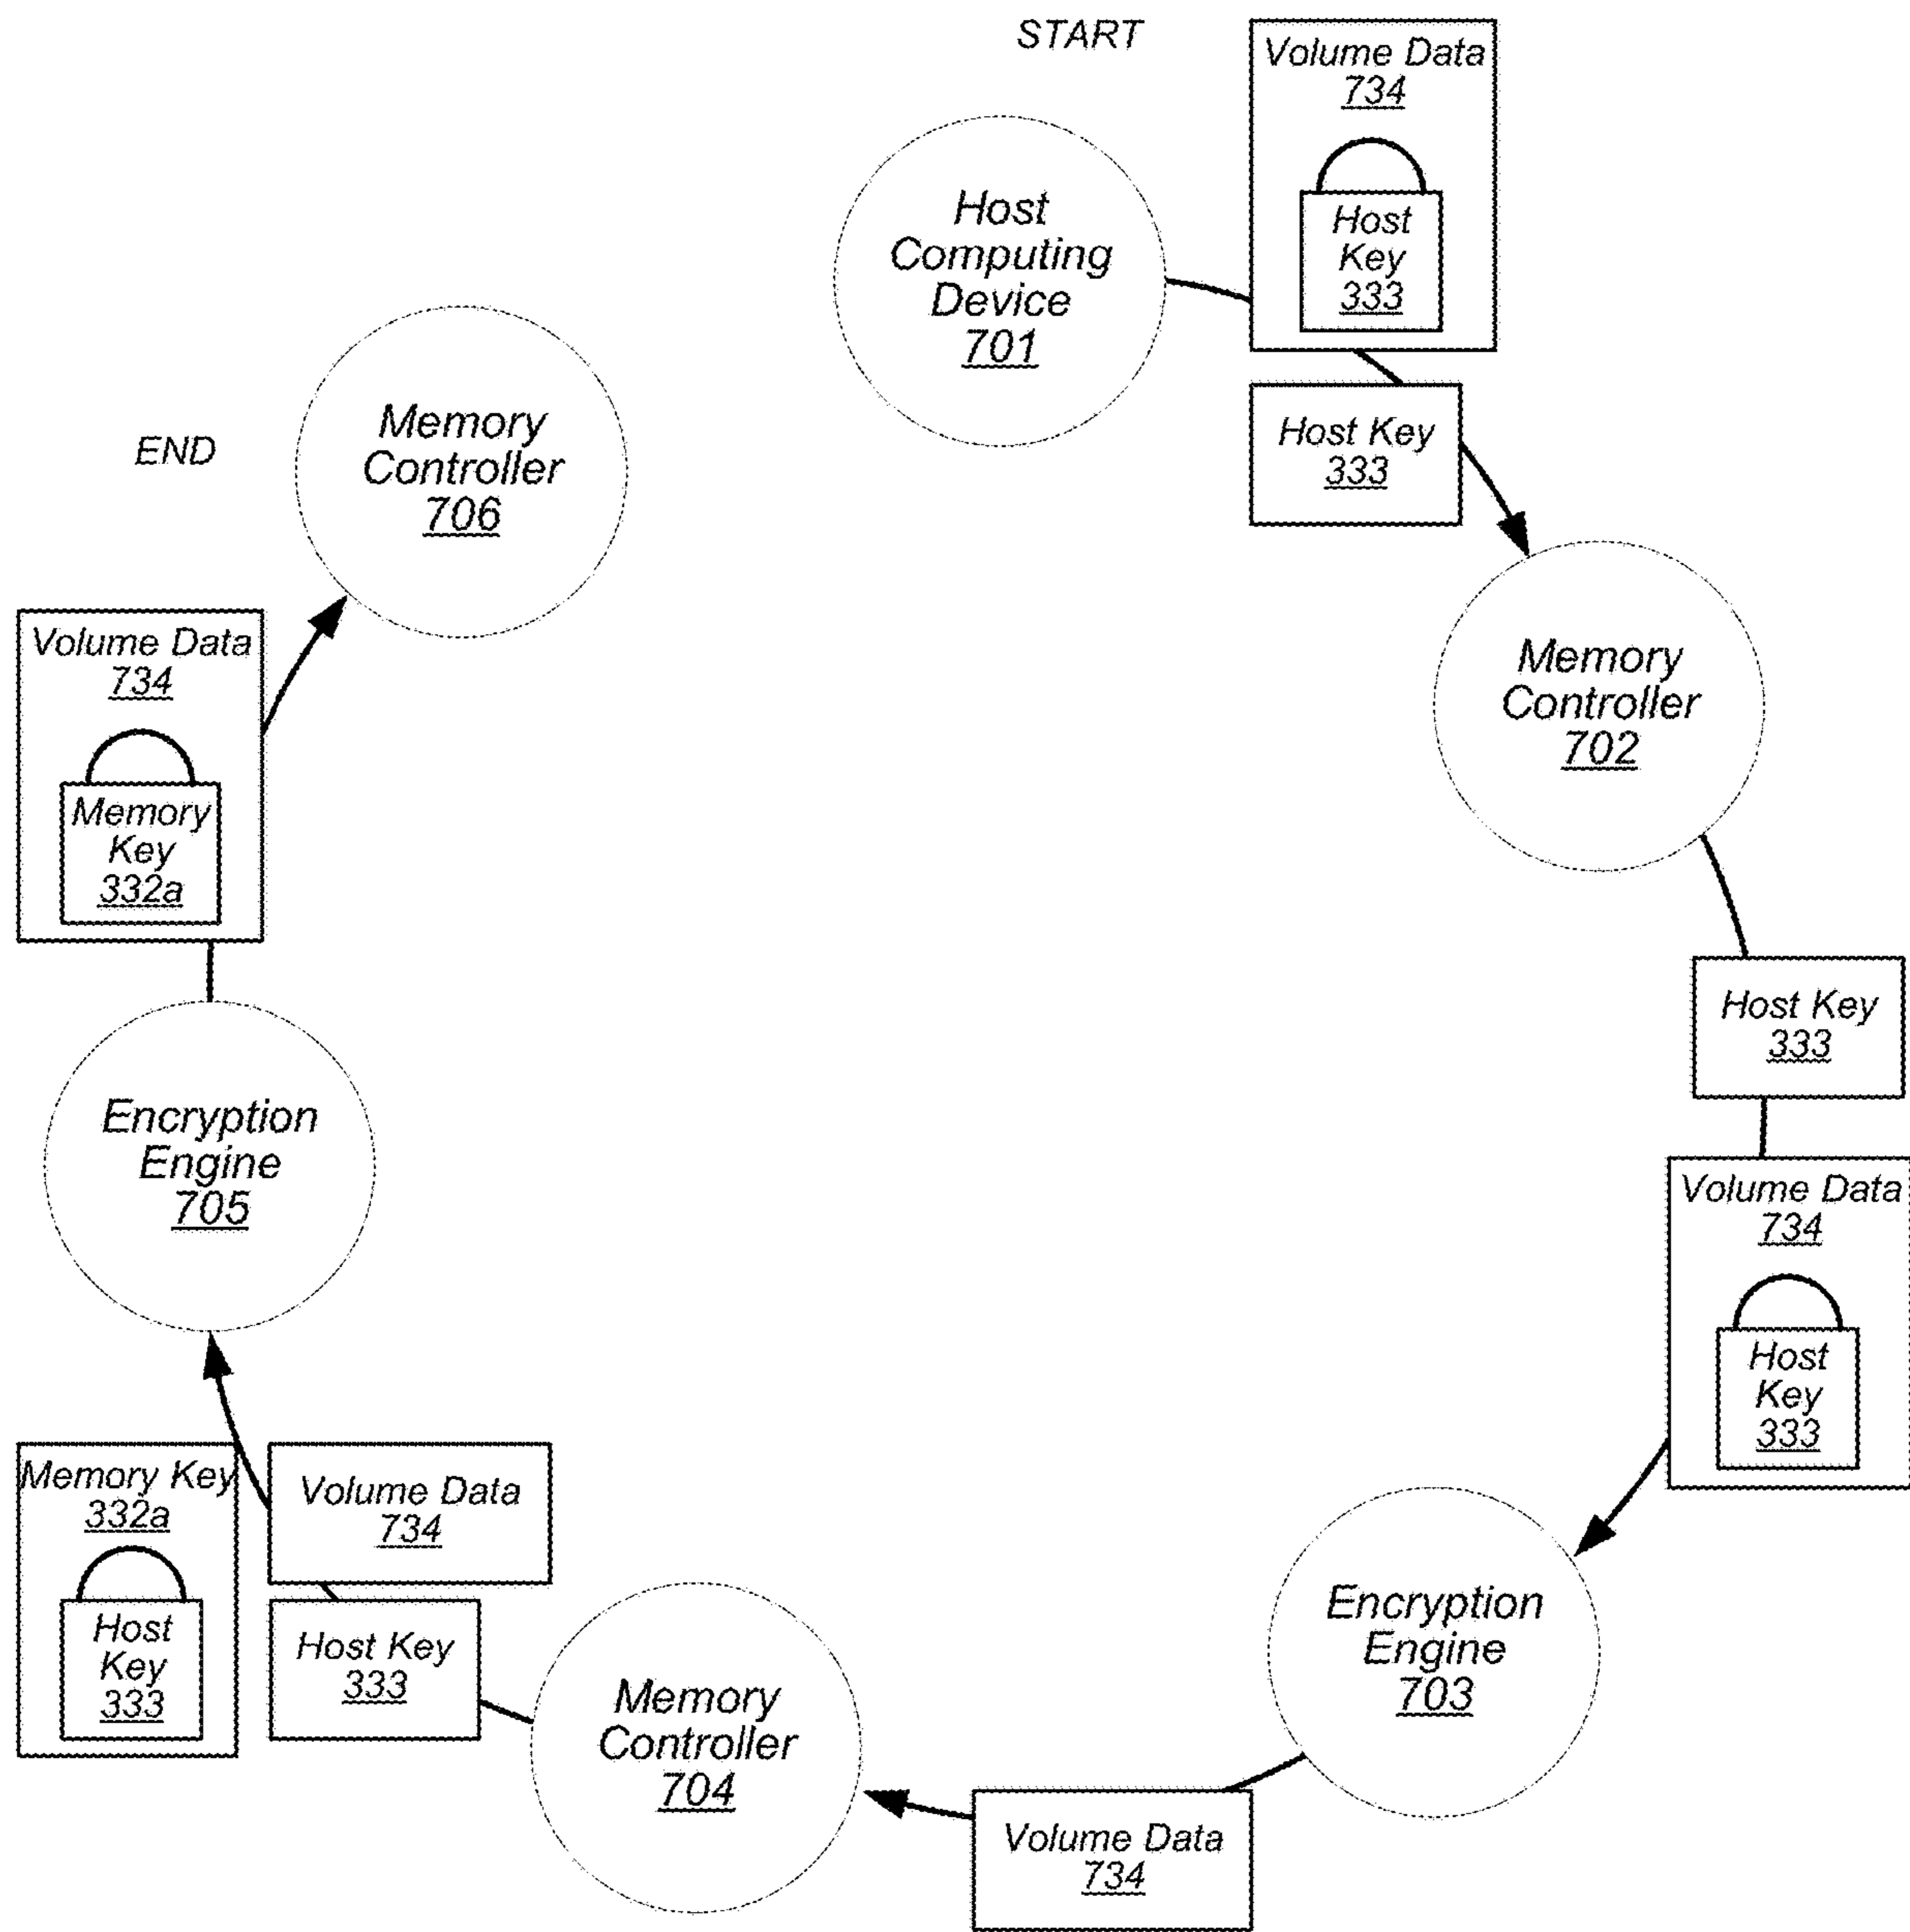 START
Volume Data
734
Host
Key
333
Host
Computing
Device
701
Host Key
333
Memory
Controller
702
Host Key
333
Volume Data
734
Host
Key
333
Encryption
Engine
703
Volume Data
734
Memory
Controller
704
Host Key
333
Volume Data
734
Memory Key
332a
Host
Key
333
Encryption
Engine
705
Volume Data
734
Memory
Key
332a
Memory
Controller
706
END